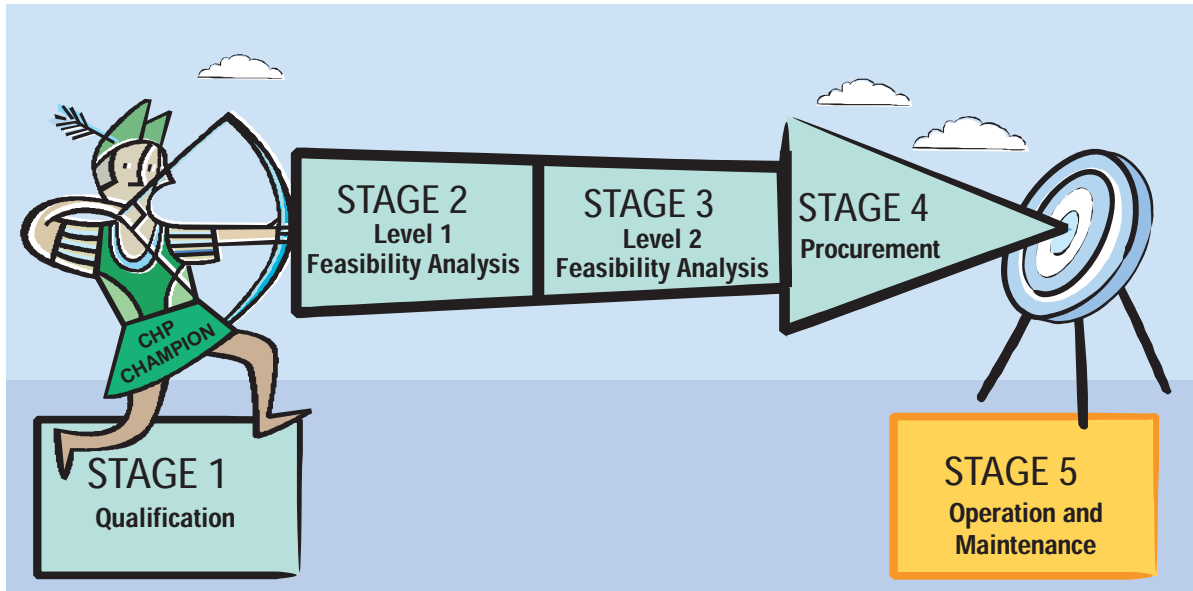 CHP
CHAMPION
STAGE 1
Qualification
STAGE 2
Level 1
Feasibility Analysis
STAGE 3
Level 2
Feasibility Analysis
STAGE 4
Procurement
STAGE 5
Operation and
Maintenance